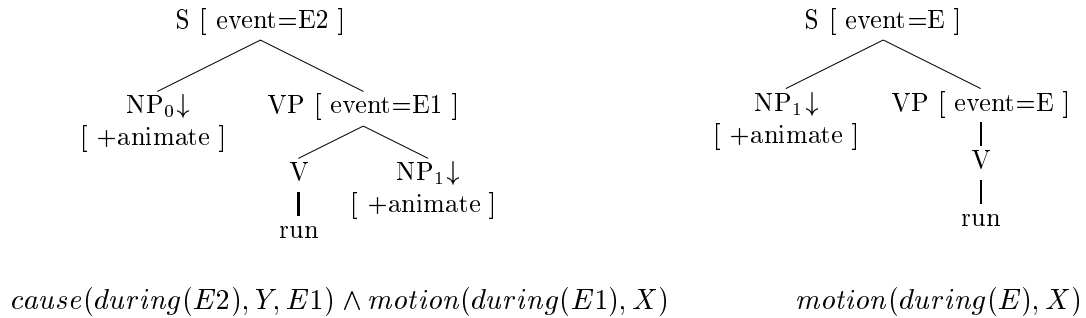 S [ event=E2 ] S [ event=E ]
NP₀↓ VP [ event=E1 ] NP₁↓ VP [ event=E ]
[ +animate ] [ +animate ]
V NP₁↓ V
run [ +animate ] run
cause(during(E2), Y, E1) ∧ motion(during(E1), X) motion(during(E), X)